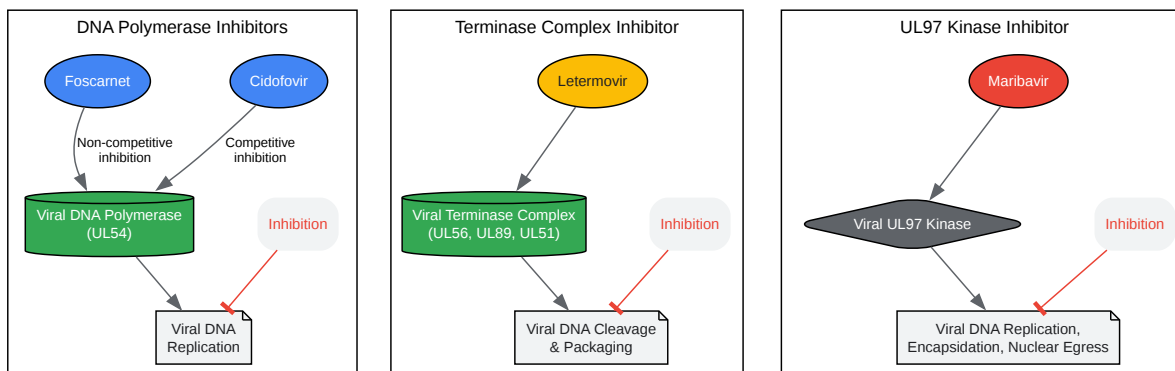 DNA Polymerase Inhibitors
Foscarnet
Cidofovir
Non-competitive
inhibition
Competitive
inhibition
Viral DNA Polymerase
(UL54)
Inhibition
Viral DNA
Replication
Terminase Complex Inhibitor
Letermovir
Viral Terminase Complex
(UL56, UL89, UL51)
Inhibition
Viral DNA Cleavage
& Packaging
UL97 Kinase Inhibitor
Maribavir
Viral UL97 Kinase
Inhibition
Viral DNA Replication,
Encapsidation, Nuclear Egress